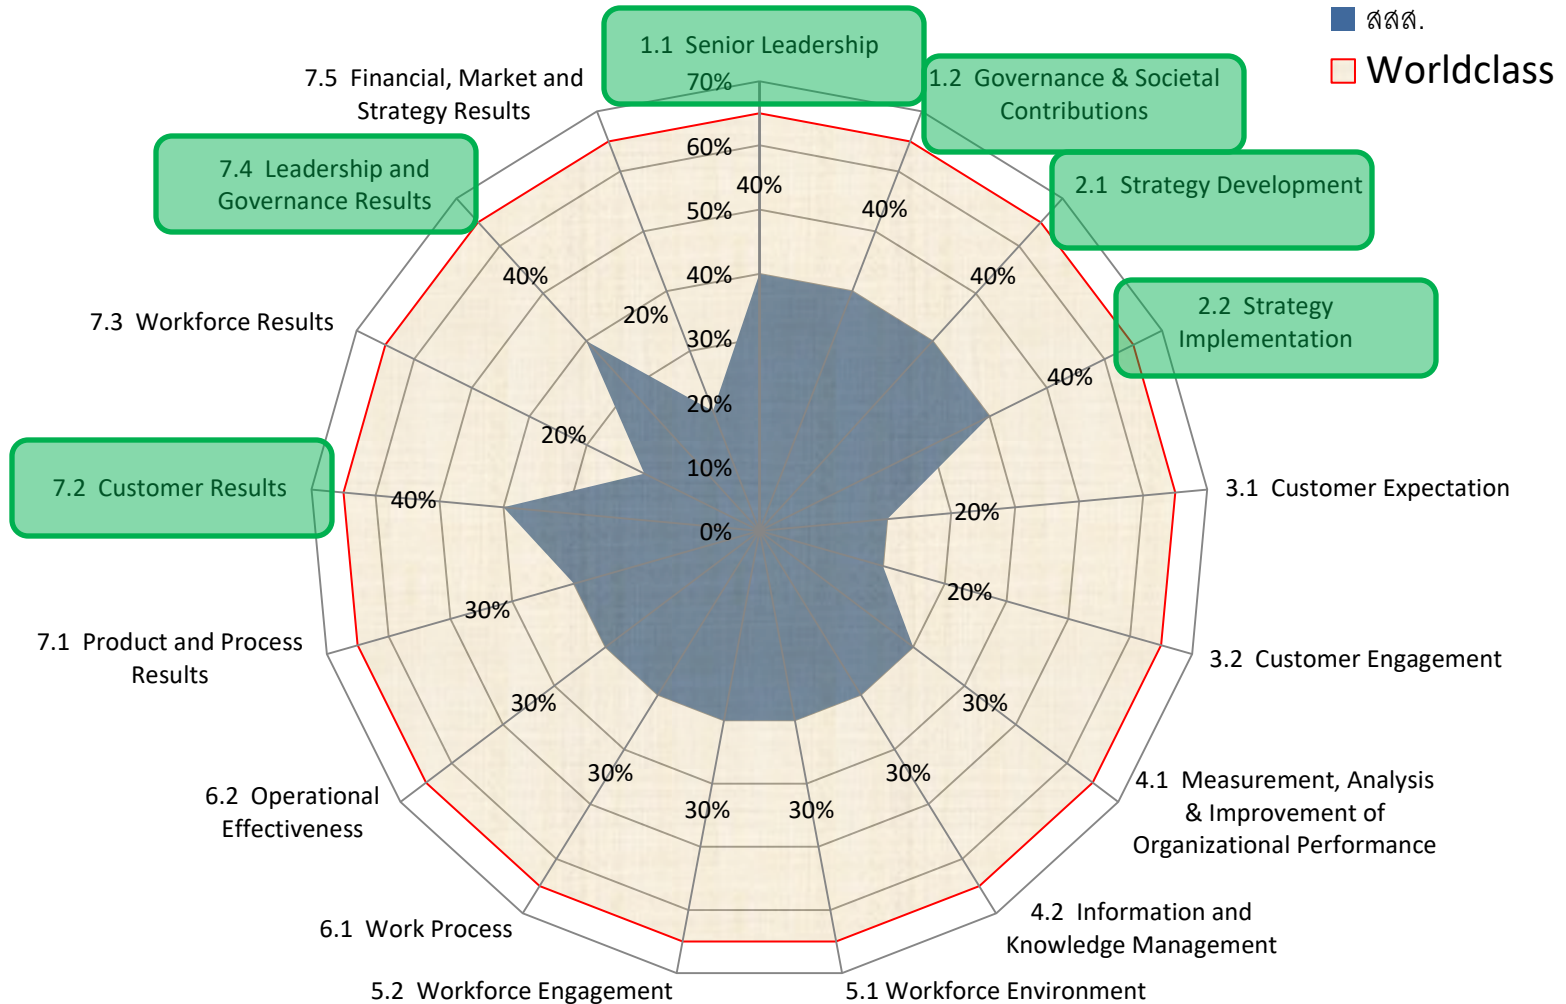 สสส.
Worldclass
1.1 Senior Leadership
1.2 Governance & Societal
Contributions
2.1 Strategy Development
2.2 Strategy
Implementation
3.1 Customer Expectation
3.2 Customer Engagement
4.1 Measurement, Analysis
& Improvement of
Organizational Performance
4.2 Information and
Knowledge Management
5.1 Workforce Environment
5.2 Workforce Engagement
6.1 Work Process
6.2 Operational
Effectiveness
7.1 Product and Process
Results
7.2 Customer Results
7.3 Workforce Results
7.4 Leadership and
Governance Results
7.5 Financial, Market and
Strategy Results
70%
60%
50%
40%
30%
20%
10%
0%
40%
40%
40%
40%
20%
20%
30%
30%
30%
30%
30%
30%
30%
40%
20%
40%
20%